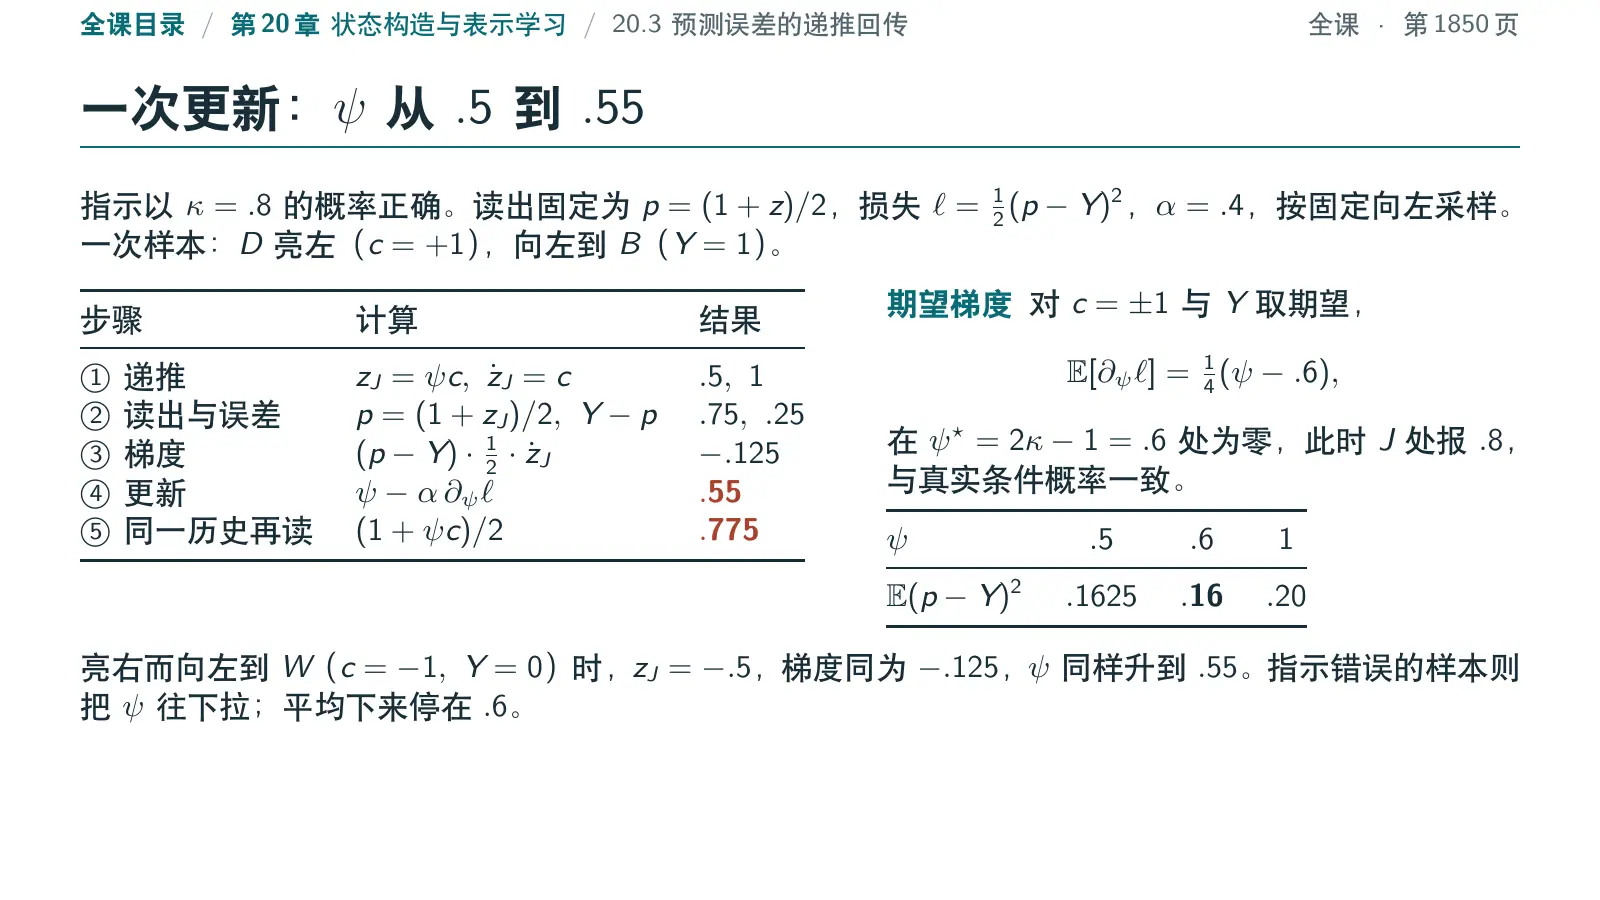 全课目录 / 第20章 状态构造与表示学习 / 20.3 预测误差的递推回传
全课 · 第1850页
一次更新：ψ 从 .5 到 .55
指示以 κ = .8 的概率正确。读出固定为 p = (1 + z)/2，损失 ℓ = ½(p − Y)²，α = .4，按固定向左采样。
一次样本：D 亮左（c = +1），向左到 B（Y = 1）。
步骤 计算 结果
① 递推 z_J = ψc, ż_J = c .5, 1
② 读出与误差 p = (1 + z_J)/2, Y − p .75, .25
③ 梯度 (p − Y) · ½ · ż_J −.125
④ 更新 ψ − α ∂_ψℓ .55
⑤ 同一历史再读 (1 + ψc)/2 .775
期望梯度 对 c = ±1 与 Y 取期望，
𝔼[∂_ψℓ] = ¼(ψ − .6),
在 ψ⋆ = 2κ − 1 = .6 处为零，此时 J 处报 .8，
与真实条件概率一致。
ψ .5 .6 1
𝔼(p − Y)² .1625 .16 .20
亮右而向左到 W（c = −1, Y = 0）时，z_J = −.5，梯度同为 −.125，ψ 同样升到 .55。指示错误的样本则
把 ψ 往下拉；平均下来停在 .6。